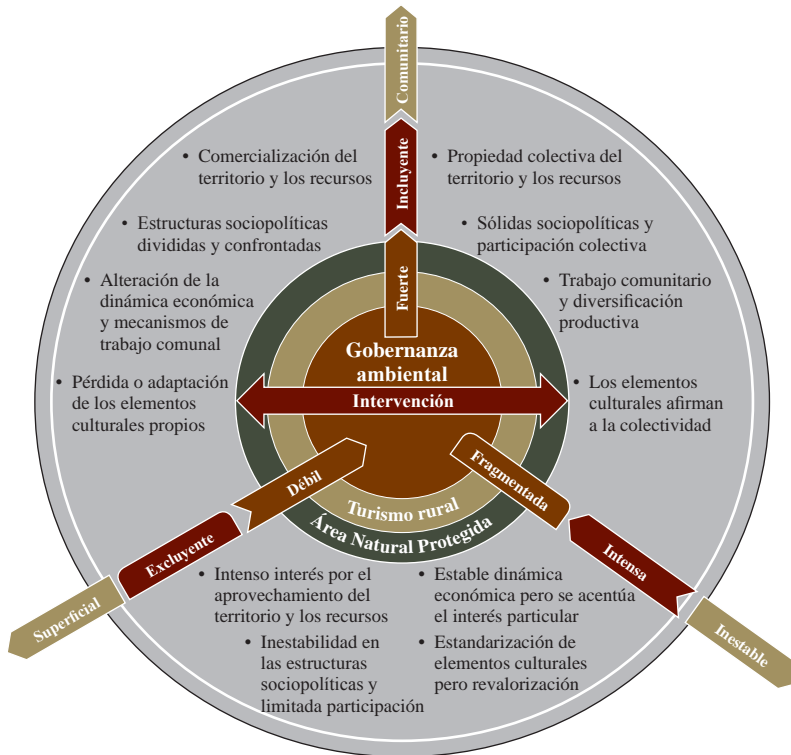 Comunitario
Incluyente
Fuerte
• Comercialización del
territorio y los recursos
• Estructuras sociopolíticas
divididas y confrontadas
• Alteración de la
dinámica económica
y mecanismos de
trabajo comunal
• Pérdida o adaptación
de los elementos
culturales propios
• Propiedad colectiva del
territorio y los recursos
• Sólidas sociopolíticas y
participación colectiva
• Trabajo comunitario
y diversificación
productiva
• Los elementos
culturales afirman
a la colectividad
Gobernanza
ambiental
Intervención
Turismo rural
Área Natural Protegida
Débil
Excluyente
Superficial
Fragmentada
Intensa
Inestable
• Intenso interés por el
aprovechamiento del
territorio y los recursos
• Inestabilidad en
las estructuras
sociopolíticas y
limitada participación
• Estable dinámica
económica pero se acentúa
el interés particular
• Estandarización de
elementos culturales
pero revalorización